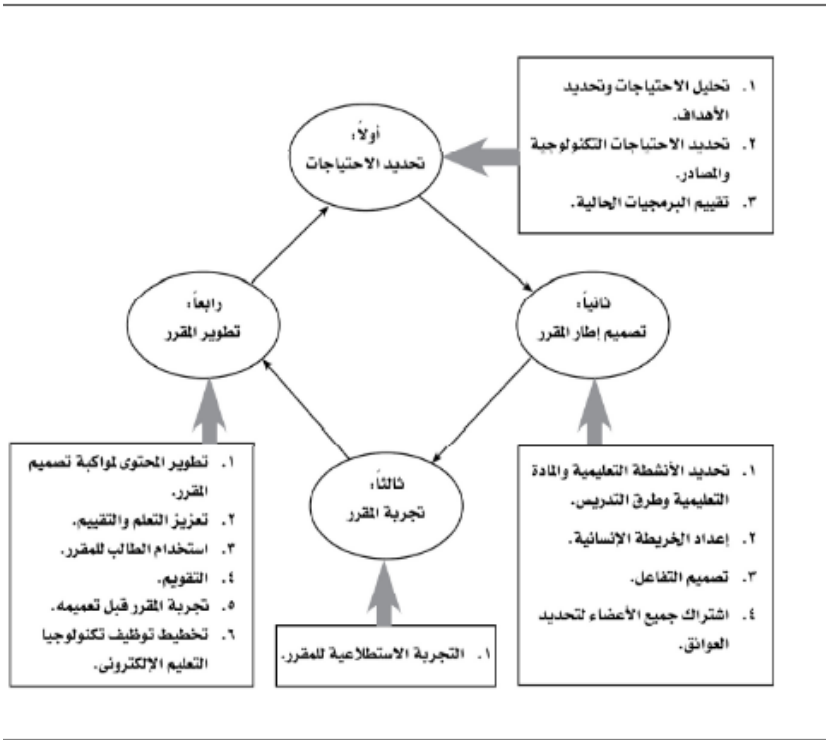 أولاً:
تحديد الاحتياجات
١. تحليل الاحتياجات وتحديد
الأهداف.
٢. تحديد الاحتياجات التكنولوجية
والمصادر.
٣. تقييم البرمجيات الحالية.
ثانياً:
تصميم إطار المقرر
١. تحديد الأنشطة التعليمية والمادة
التعليمية وطرق التدريس.
٢. إعداد الخريطة الإنسانية.
٣. تصميم التفاعل.
٤. اشتراك جميع الأعضاء لتحديد
العوائق.
ثالثاً:
تجربة المقرر
١. التجربة الاستطلاعية للمقرر.
رابعاً:
تطوير المقرر
١. تطوير المحتوى لمواكبة تصميم
المقرر.
٢. تعزيز التعلم والتقييم.
٣. استخدام الطالب للمقرر.
٤. التقويم.
٥. تجربة المقرر قبل تعميمه.
٦. تخطيط توظيف تكنولوجيا
التعليم الإلكترونى.